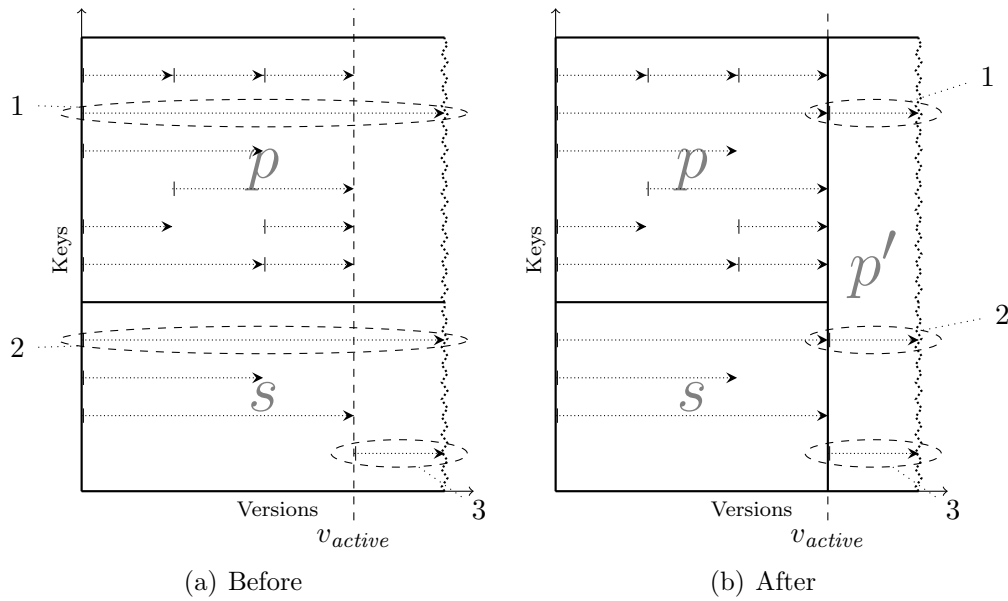 1
p
Keys
2
s
Versions
3
v_active
(a) Before
1
p
Keys
p′
2
s
Versions
3
v_active
(b) After